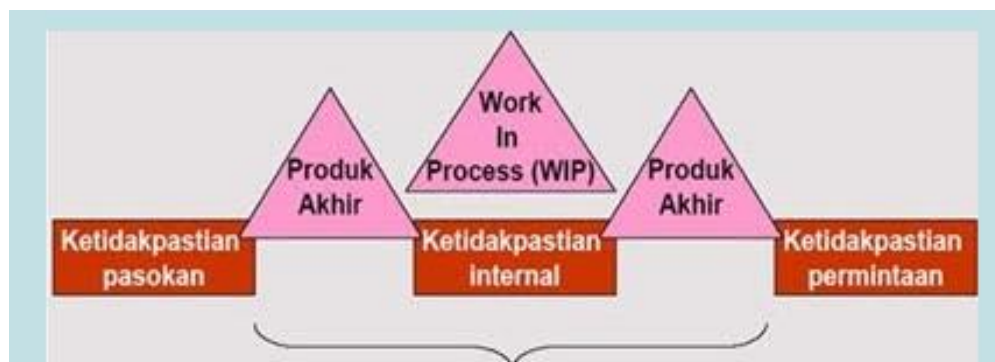 Work
In
Process (WIP)
Produk
Akhir
Produk
Akhir
Ketidakpastian
pasokan
Ketidakpastian
internal
Ketidakpastian
permintaan